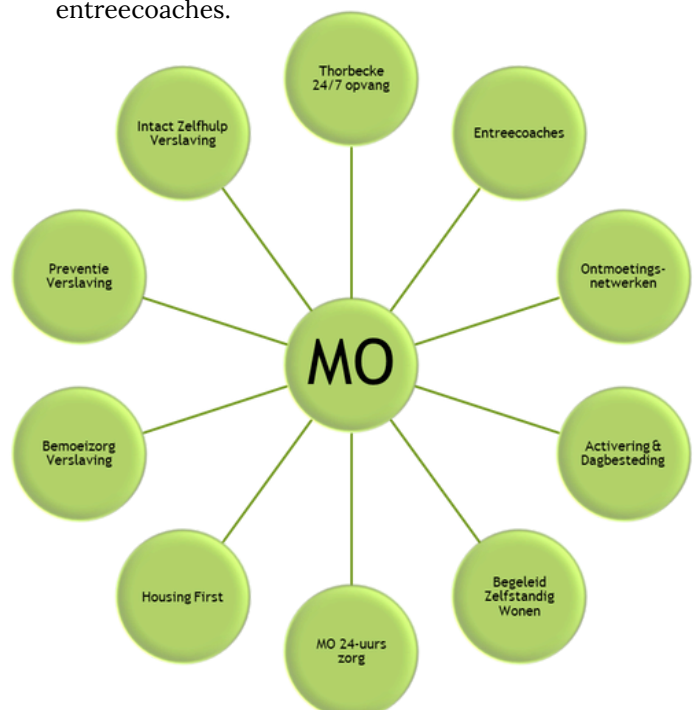 entreecoaches.
Thorbecke
24/7 opvang
Entreecoaches
Ontmoetings-
netwerken
Activering &
Dagbesteding
Begeleid
Zelfstandig
Wonen
MO 24-uurs
zorg
Housing First
Bemoeizorg
Verslaving
Preventie
Verslaving
Intact Zelfhulp
Verslaving
MO